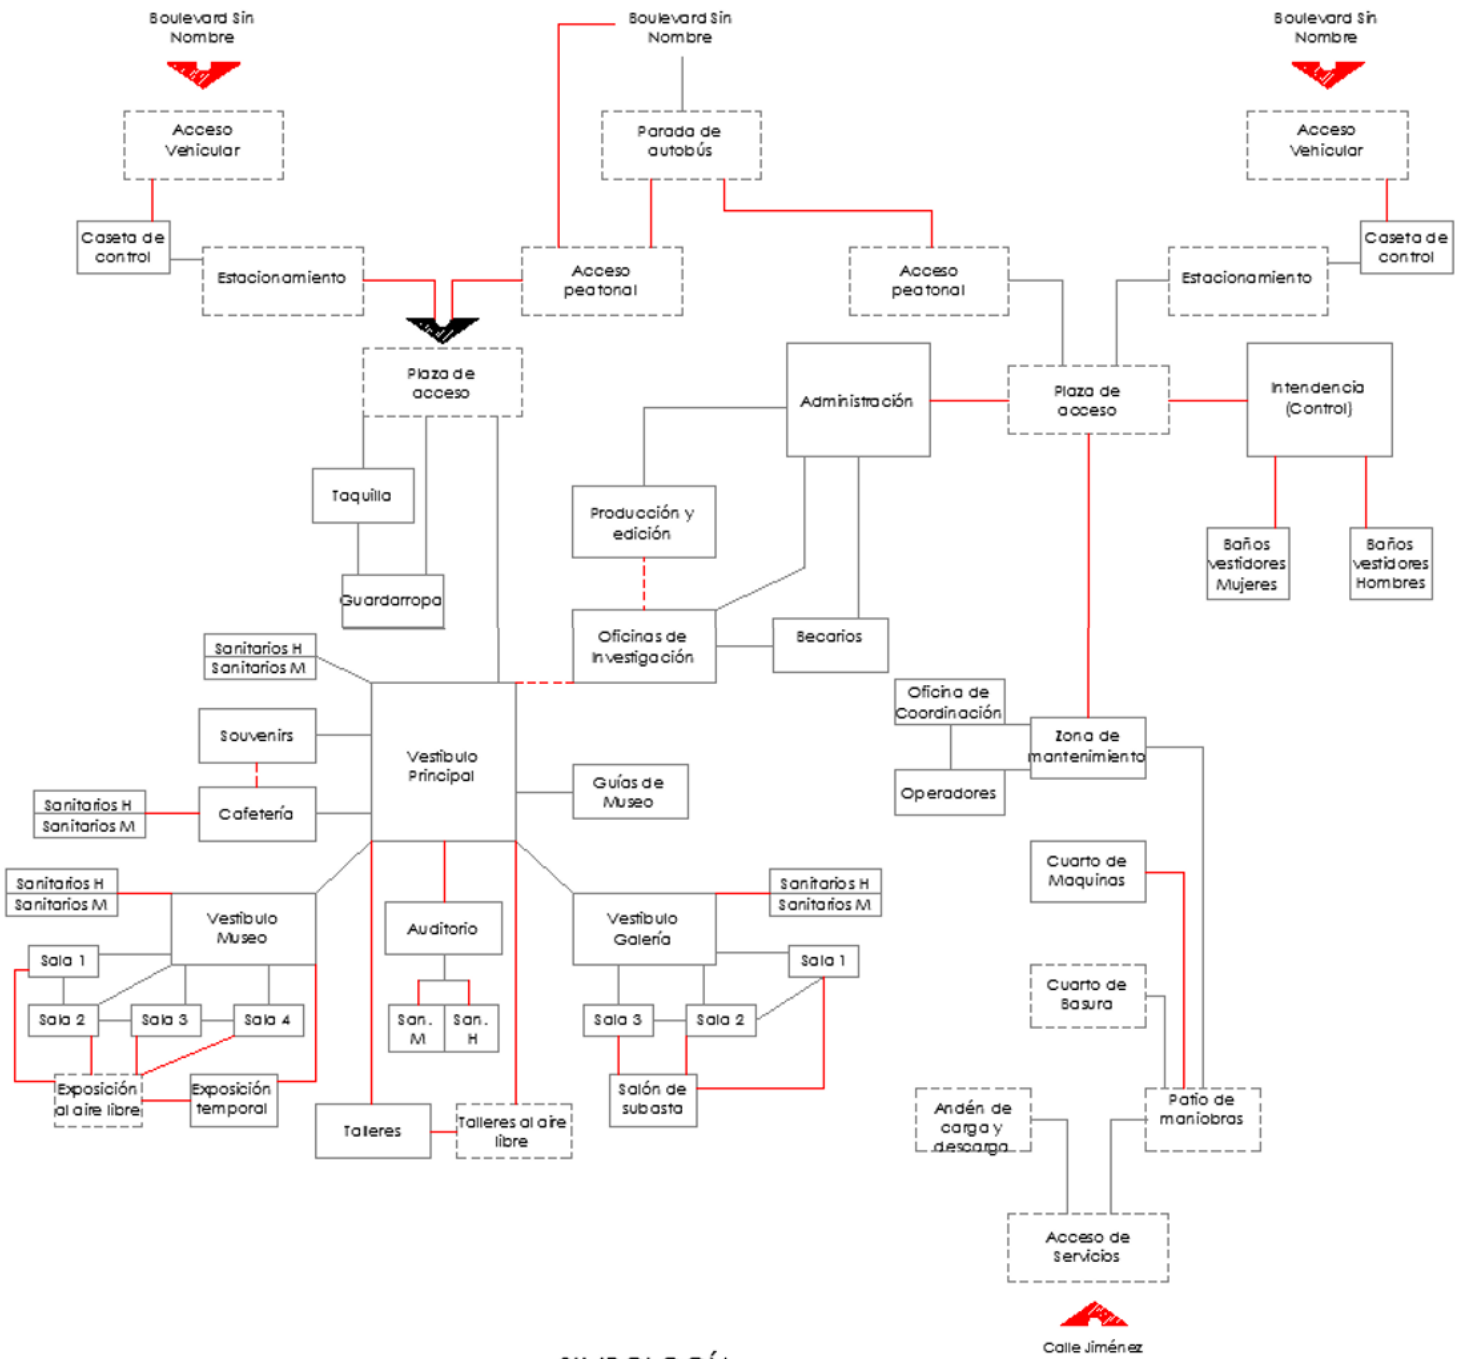 Boulevard Sin
Nombre
Boulevard Sin
Nombre
Boulevard Sin
Nombre
Acceso
Vehicular
Parada de
autobús
Acceso
Vehicular
Caseta de
control
Estacionamiento
Acceso
peatonal
Acceso
peatonal
Estacionamiento
Caseta de
control
Plaza de
acceso
Administración
Plaza de
acceso
Intendencia
(Control)
Taquilla
Producción y
edición
Baños
vestidores
Mujeres
Baños
vestidores
Hombres
Guardarropa
Oficinas de
Investigación
Becarios
Sanitarios H
Sanitarios M
Oficina de
Coordinación
Souvenirs
Vestíbulo
Principal
Zona de
mantenimiento
Guías de
Museo
Operadores
Sanitarios H
Sanitarios M
Cafetería
Sanitarios H
Sanitarios M
Vestíbulo
Museo
Auditorio
Vestíbulo
Galería
Sanitarios H
Sanitarios M
Cuarto de
Maquinas
Sala 1
Sala 1
Sala 2
Sala 3
Sala 4
San.
M
San.
H
Sala 3
Sala 2
Cuarto de
Basura
Exposición
al aire libre
Exposición
temporal
Salón de
subasta
Talleres
Talleres al aire
libre
Andén de
carga y
descarga
Patio de
maniobras
Acceso de
Servicios
Calle Jiménez